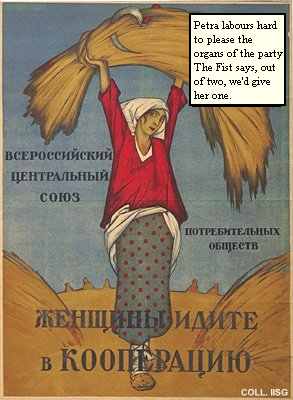 Petra labours hard
to please the
organs of the party
The Fist says, out
of two, we'd give
her one.
ВСЕРОССИЙСКИЙ
ЦЕНТРАЛЬНЫЙ
СОЮЗ
ПОТРЕБИТЕЛЬНЫХ
ОБЩЕСТВ
ЖЕНЩИНЫ ИДИТЕ
в КООПЕРАЦИЮ
COLL. IISG